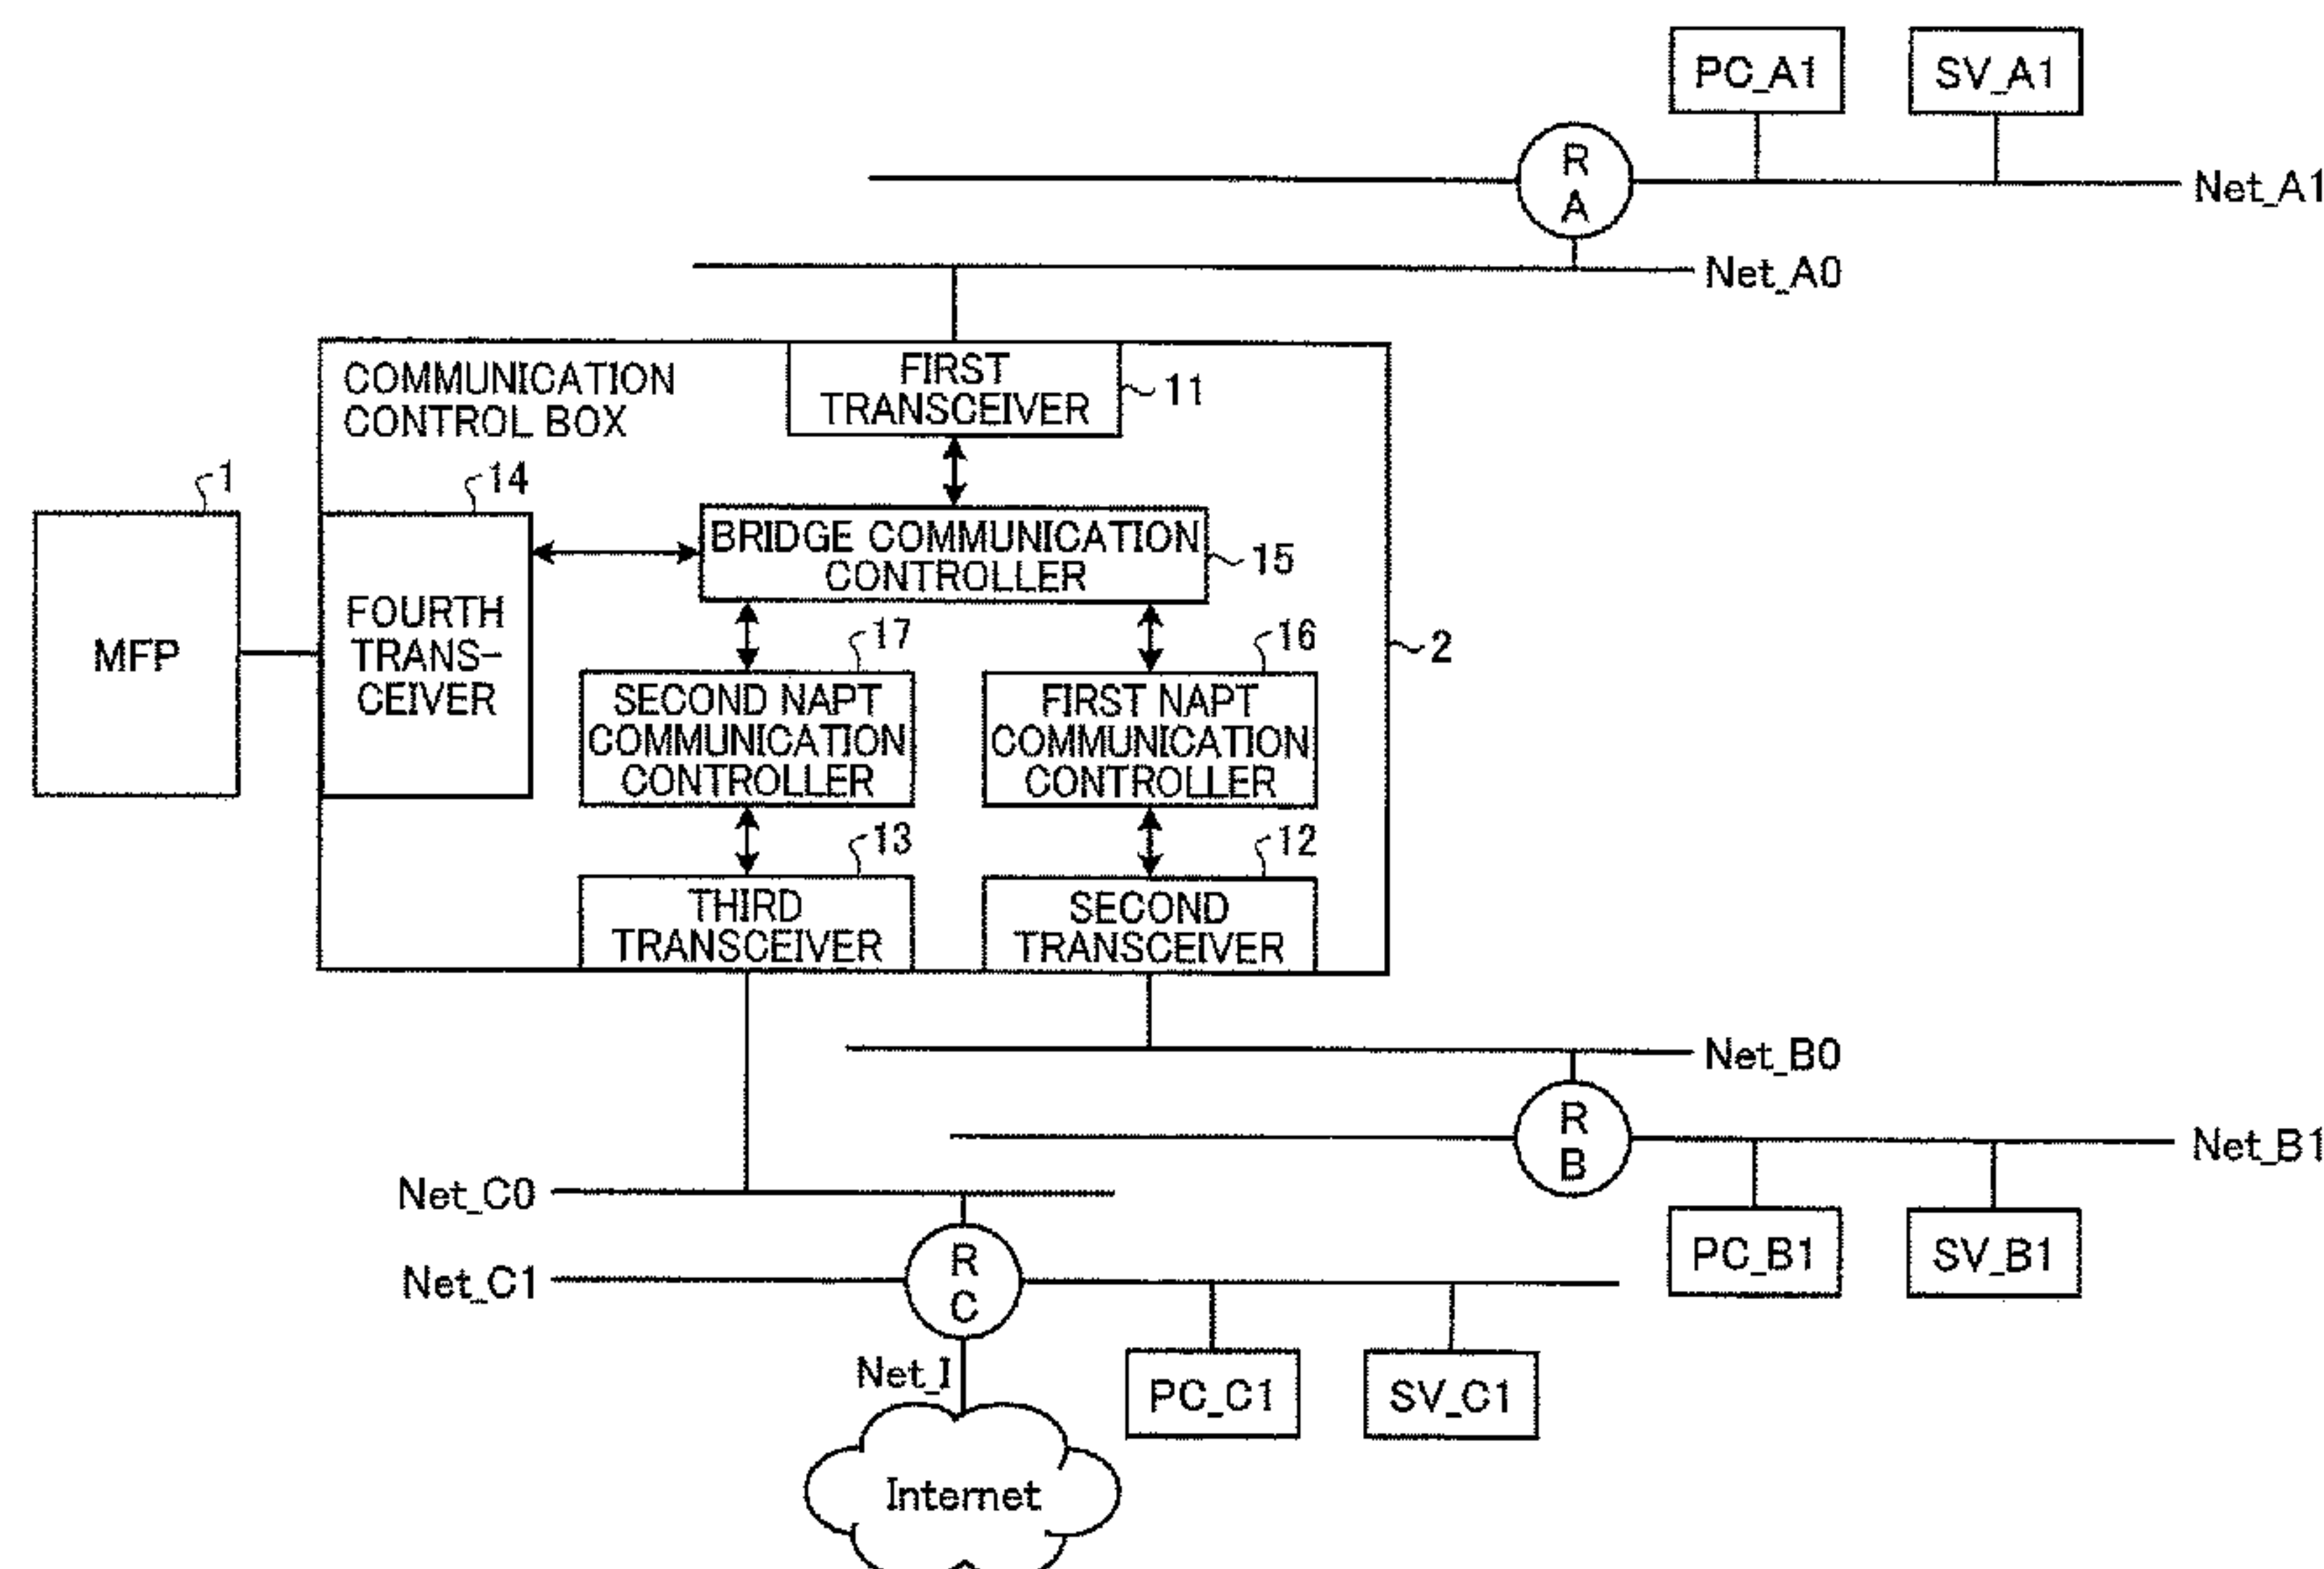 PC_A1
SV_A1
R
A
Net_A1
Net_A0
COMMUNICATION
CONTROL BOX
FIRST
TRANSCEIVER
11
1
14
BRIDGE COMMUNICATION
CONTROLLER
15
MFP
FOURTH
TRANS-
CEIVER
17
16
2
SECOND NAPT
COMMUNICATION
CONTROLLER
FIRST NAPT
COMMUNICATION
CONTROLLER
13
12
THIRD
TRANSCEIVER
SECOND
TRANSCEIVER
Net_B0
R
B
Net_B1
Net_C0
PC_B1
SV_B1
Net_C1
R
C
Net_I
PC_C1
SV_C1
Internet